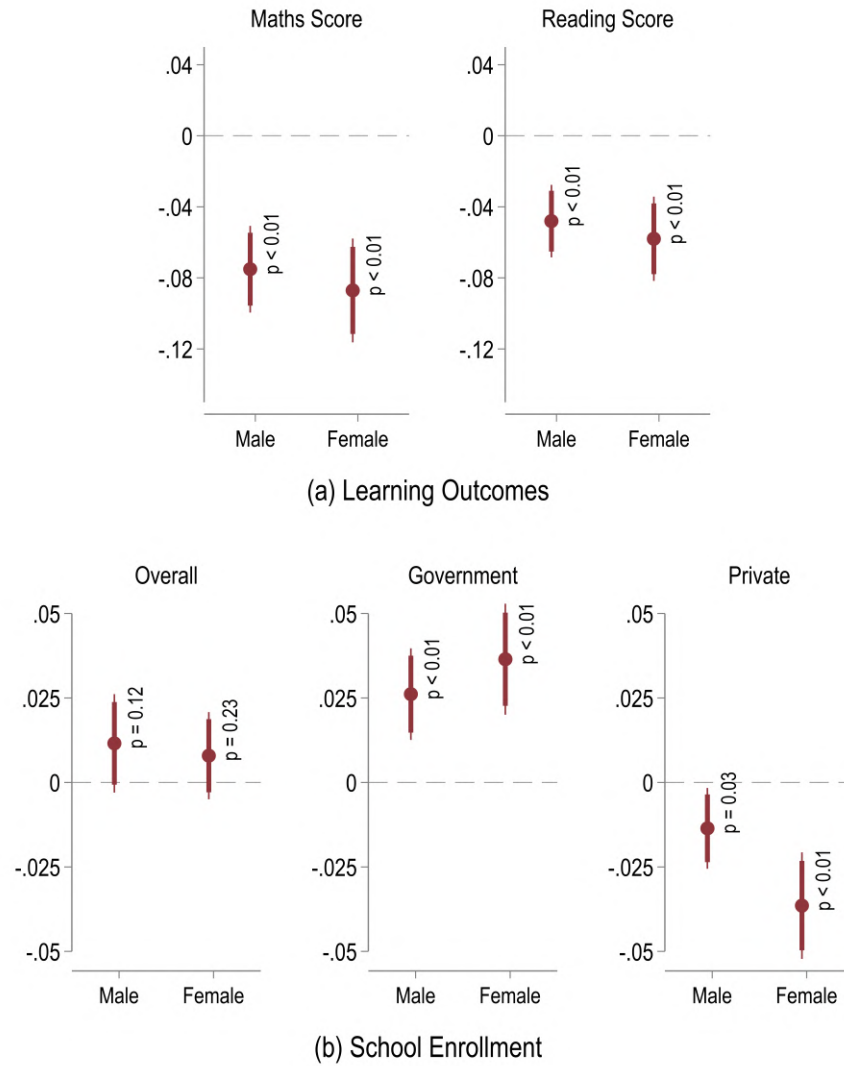 Maths Score
Reading Score
.04
0
-.04
-.08
-.12
p < 0.01
p < 0.01
Male
Female
.04
0
-.04
-.08
-.12
p < 0.01
p < 0.01
Male
Female
(a) Learning Outcomes
Overall
Government
Private
.05
.025
0
-.025
-.05
p = 0.12
p = 0.23
Male
Female
.05
.025
0
-.025
-.05
p < 0.01
p < 0.01
Male
Female
.05
.025
0
-.025
-.05
p = 0.03
p < 0.01
Male
Female
(b) School Enrollment